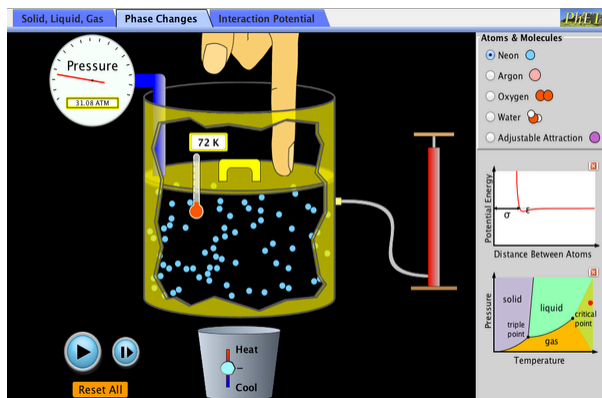 Solid, Liquid, Gas
Phase Changes
Interaction Potential
PhET
Pressure
31.08 ATM
72 K
Atoms & Molecules
Neon
Argon
Oxygen
Water
Adjustable Attraction
Potential Energy
σ
ε
Distance Between Atoms
Pressure
solid
liquid
critical
point
triple
point
gas
Temperature
Heat
Cool
Reset All